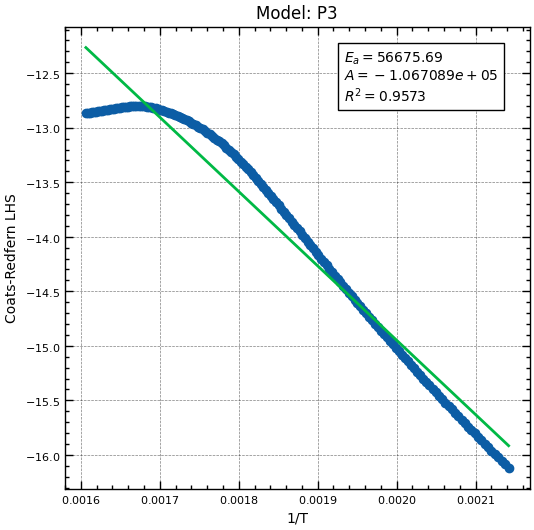 Model: P3
E_a = 56675.69
A = −1.067089e + 05
R^2 = 0.9573
−12.5
−13.0
−13.5
−14.0
−14.5
−15.0
−15.5
−16.0
Coats-Redfern LHS
0.0016 0.0017 0.0018 0.0019 0.0020 0.0021
1/T